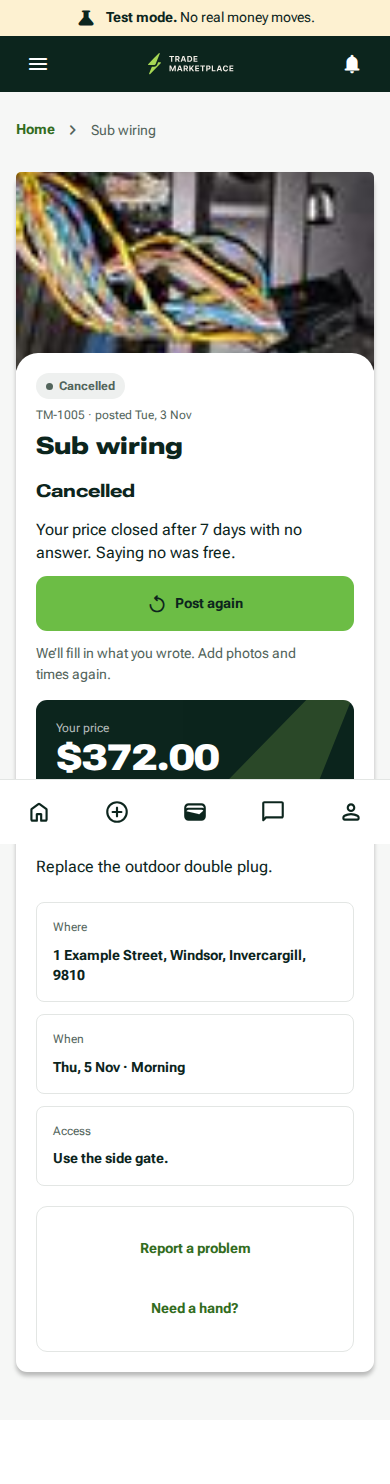 Test mode. No real money moves.
TRADE
MARKETPLACE
Home
Sub wiring
Cancelled
TM-1005 · posted Tue, 3 Nov
Sub wiring
Cancelled
Your price closed after 7 days with no
answer. Saying no was free.
Post again
We'll fill in what you wrote. Add photos and
times again.
Your price
$372.00
Replace the outdoor double plug.
Where
1 Example Street, Windsor, Invercargill,
9810
When
Thu, 5 Nov · Morning
Access
Use the side gate.
Report a problem
Need a hand?